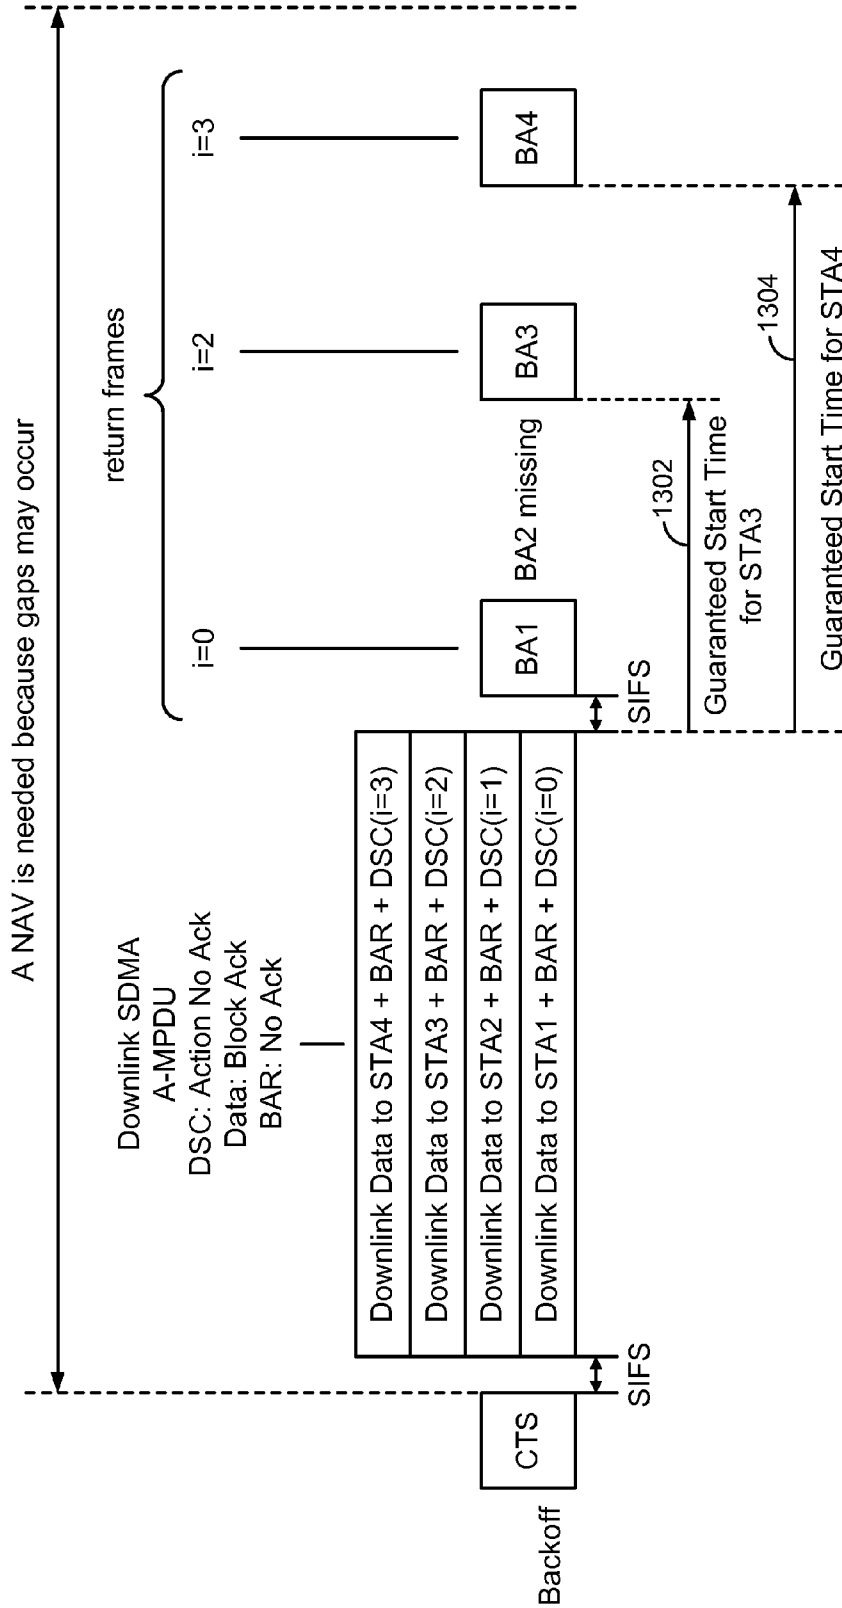 A NAV is needed because gaps may occur
return frames
i=0
i=2
i=3
Downlink SDMA
A-MPDU
DSC: Action No Ack
Data: Block Ack
BAR: No Ack
Downlink Data to STA4 + BAR + DSC(i=3)
Downlink Data to STA3 + BAR + DSC(i=2)
Downlink Data to STA2 + BAR + DSC(i=1)
Downlink Data to STA1 + BAR + DSC(i=0)
Backoff
CTS
BA1
BA2 missing
BA3
BA4
SIFS
SIFS
1302
Guaranteed Start Time
for STA3
1304
Guaranteed Start Time for STA4